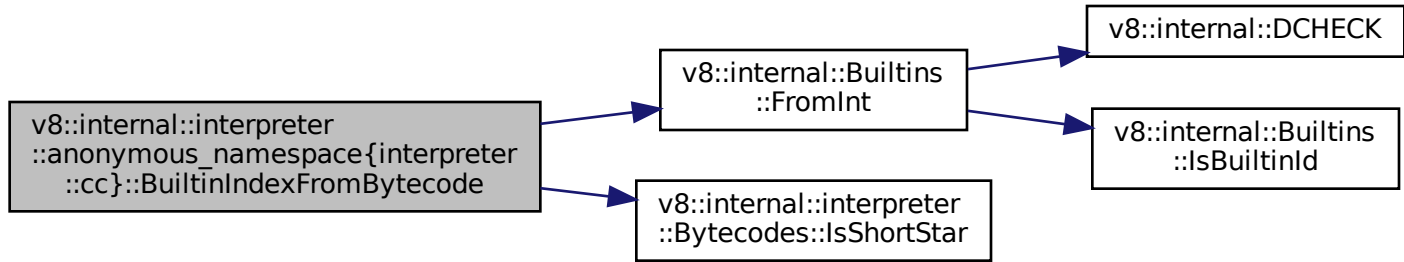 v8::internal::interpreter
::anonymous_namespace{interpreter
::cc}::BuiltinIndexFromBytecode
v8::internal::Builtins
::FromInt
v8::internal::DCHECK
v8::internal::Builtins
::IsBuiltinId
v8::internal::interpreter
::Bytecodes::IsShortStar